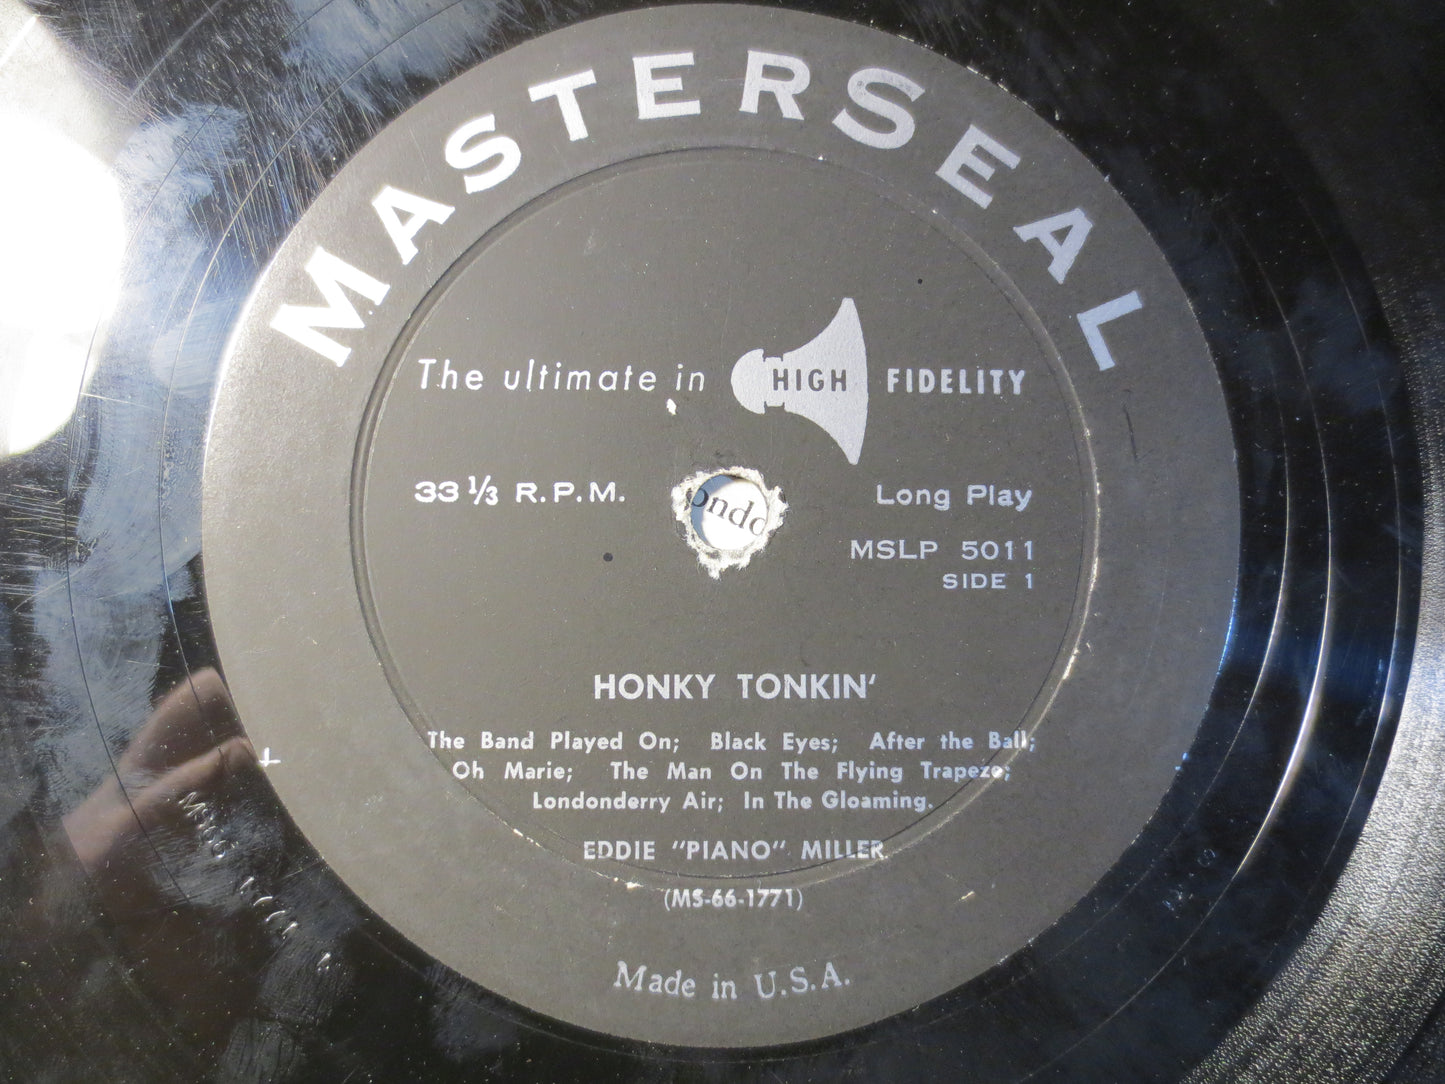 MASTERSEAL
The ultimate in HIGH FIDELITY
33 1/3 R.P.M.
Long Play
ondo
MSLP 5011
SIDE 1
HONKY TONKIN'
The Band Played On; Black Eyes; After the Ball;
Oh Marie; The Man On The Flying Trapeze;
Londonderry Air; In The Gloaming.
EDDIE "PIANO" MILLER
(MS-66-1771)
Made in U.S.A.